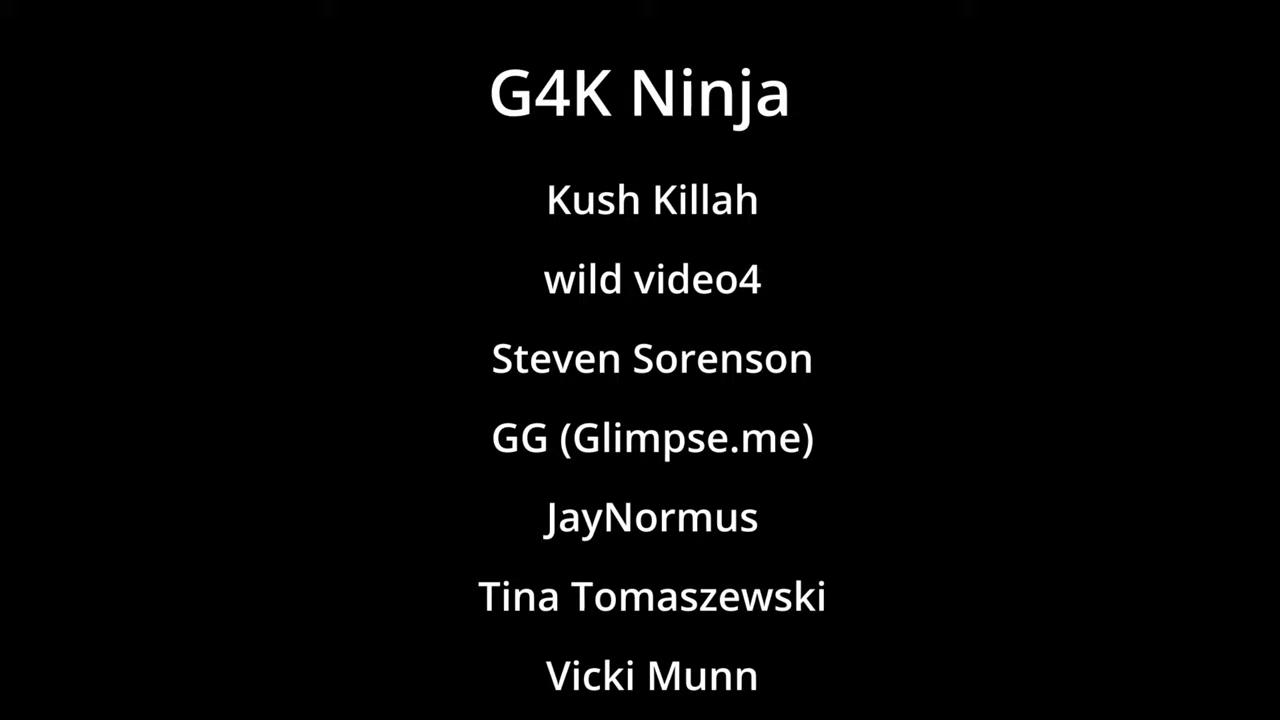 G4K Ninja
Kush Killah
wild video4
Steven Sorenson
GG (Glimpse.me)
JayNormus
Tina Tomaszewski
Vicki Munn